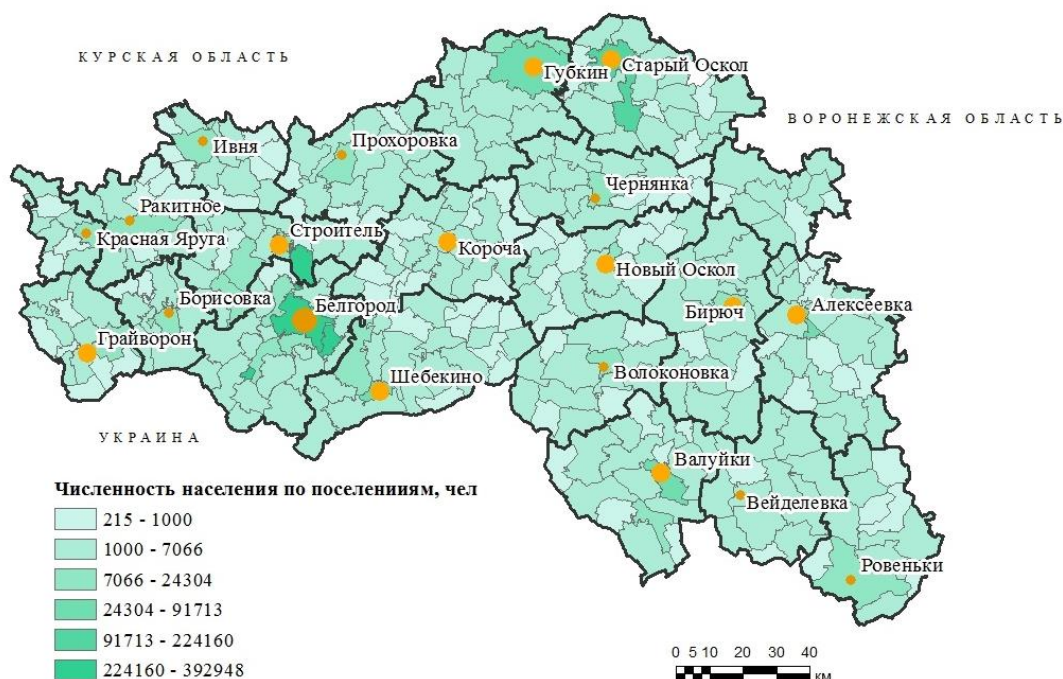 КУРСКАЯ ОБЛАСТЬ
Губкин
Старый Оскол
ВОРОНЕЖСКАЯ ОБЛАСТЬ
Ивня
Прохоровка
Чернянка
Ракитное
Красная Яруга
Строитель
Короча
Новый Оскол
Борисовка
Белгород
Бирюч
Алексеевка
Грайворон
Шебекино
Волоконовка
УКРАИНА
Валуйки
Вейделевка
Ровеньки
Численность населения по поселенииям, чел
215 - 1000
1000 - 7066
7066 - 24304
24304 - 91713
91713 - 224160
224160 - 392948
0 5 10 20 30 40
КМ